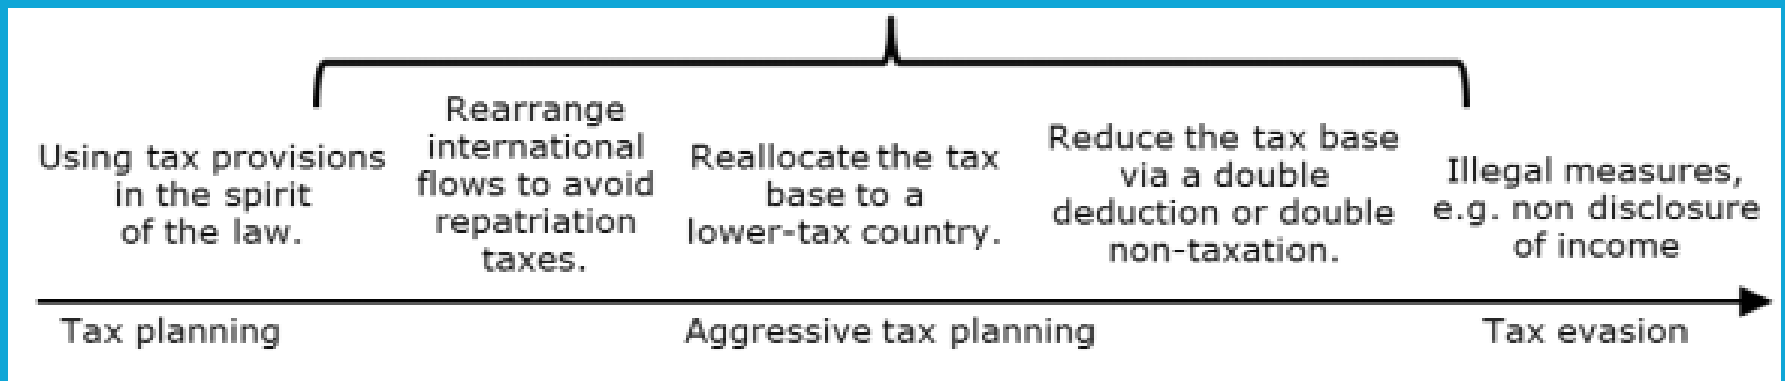 Using tax provisions
in the spirit
of the law.
Rearrange
international
flows to avoid
repatriation
taxes.
Reallocate the tax
base to a
lower-tax country.
Reduce the tax base
via a double
deduction or double
non-taxation.
Illegal measures,
e.g. non disclosure
of income
Tax planning
Aggressive tax planning
Tax evasion